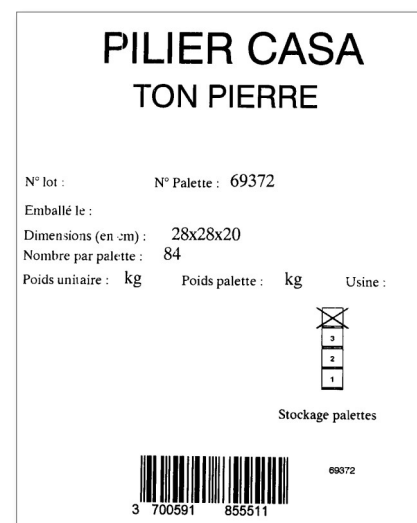 PILIER CASA
TON PIERRE
N° lot :
N° Palette : 69372
Emballé le :
Dimensions (en cm) : 28x28x20
Nombre par palette : 84
Poids unitaire : kg Poids palette : kg Usine :
3
2
1
Stockage palettes
69372
3 700591 855511